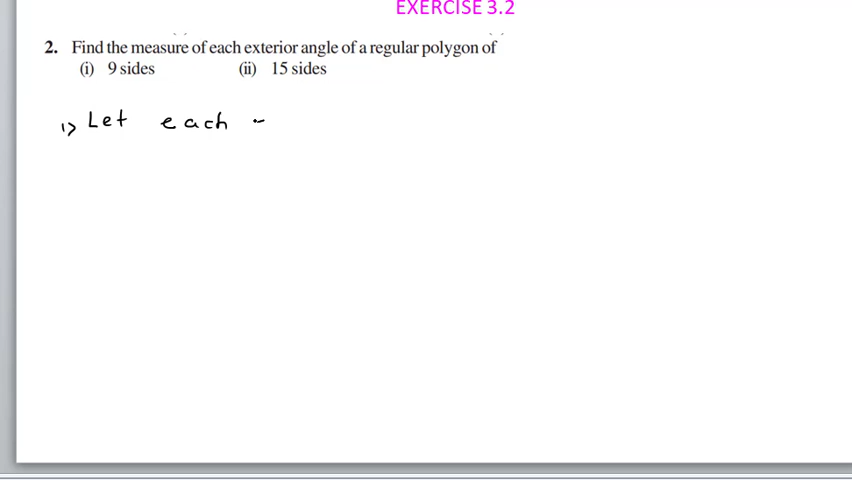 EXERCISE 3.2
2. Find the measure of each exterior angle of a regular polygon of
(i) 9 sides (ii) 15 sides
1) Let each